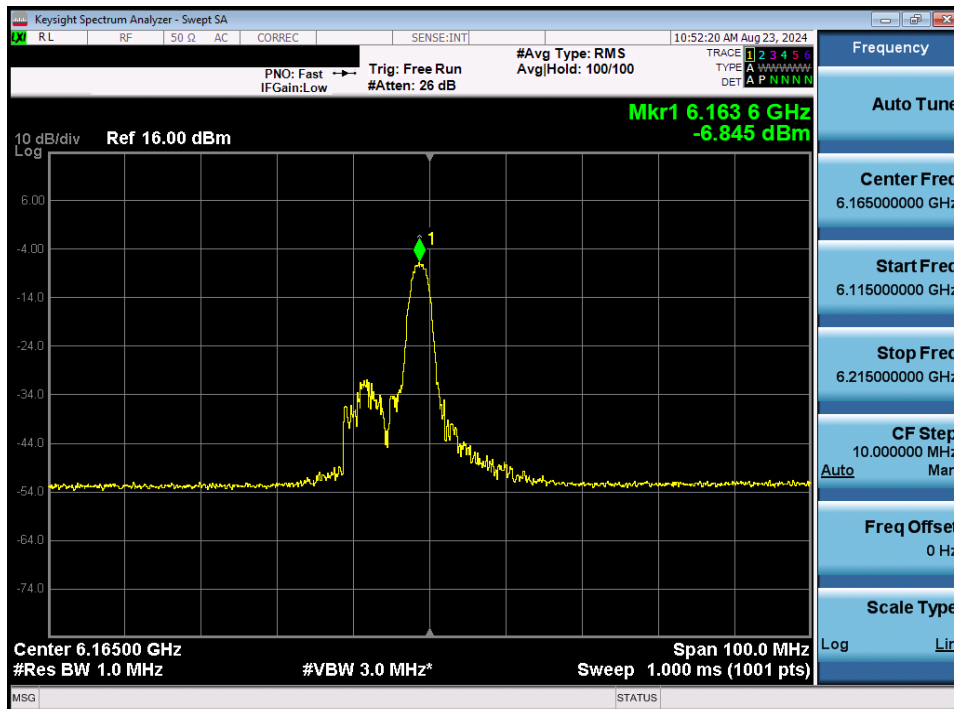 Keysight Spectrum Analyzer - Swept SA
LXI RL RF 50 Ω AC CORREC SENSE:INT 10:52:20 AM Aug 23, 2024
PNO: Fast Trig: Free Run #Avg Type: RMS TRACE 1 2 3 4 5 6
IFGain:Low #Atten: 26 dB Avg|Hold: 100/100 TYPE A WWWWW
DET A P N N N N
Mkr1 6.163 6 GHz
-6.845 dBm
10 dB/div Ref 16.00 dBm
Log
6.00
-4.00
-14.0
-24.0
-34.0
-44.0
-54.0
-64.0
-74.0
1
Center 6.16500 GHz Span 100.0 MHz
#Res BW 1.0 MHz #VBW 3.0 MHz* Sweep 1.000 ms (1001 pts)
MSG STATUS
Frequency
Auto Tune
Center Freq
6.165000000 GHz
Start Freq
6.115000000 GHz
Stop Freq
6.215000000 GHz
CF Step
10.000000 MHz
Auto Man
Freq Offset
0 Hz
Scale Type
Log Lin